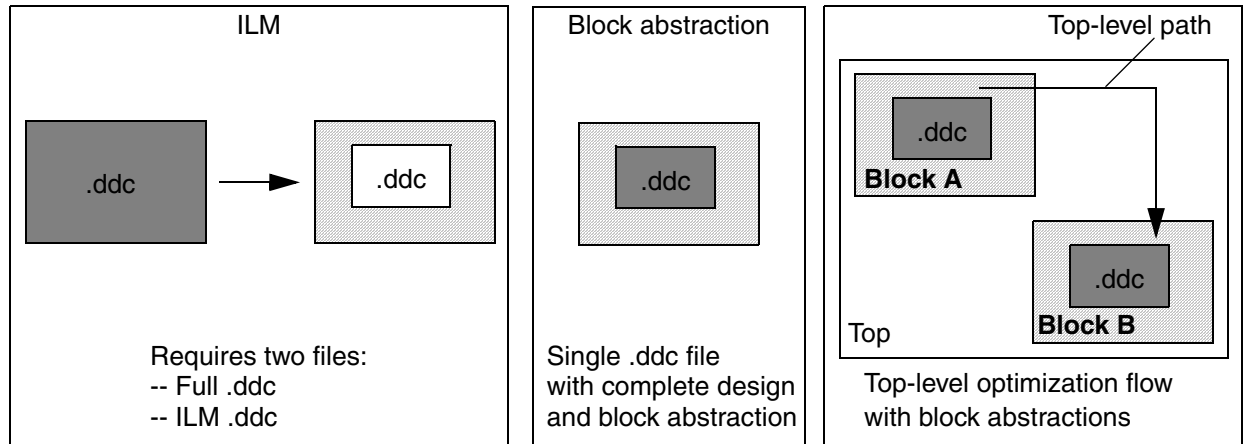 ILM
.ddc
.ddc
Requires two files:
-- Full .ddc
-- ILM .ddc
Block abstraction
.ddc
Single .ddc file
with complete design
and block abstraction
Top-level path
.ddc
Block A
.ddc
Block B
Top
Top-level optimization flow
with block abstractions